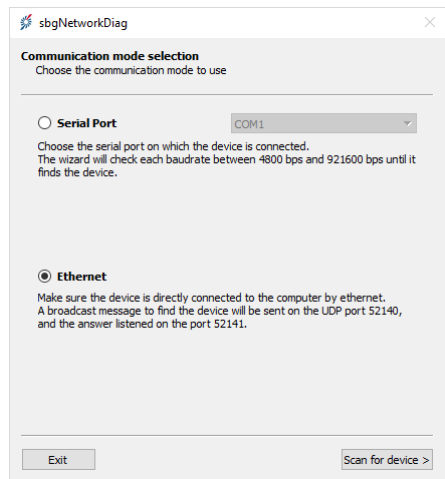 sbgNetworkDiag
Communication mode selection
Choose the communication mode to use
Serial Port
COM1
Choose the serial port on which the device is connected.
The wizard will check each baudrate between 4800 bps and 921600 bps until it
finds the device.
Ethernet
Make sure the device is directly connected to the computer by ethernet.
A broadcast message to find the device will be sent on the UDP port 52140,
and the answer listened on the port 52141.
Exit
Scan for device >